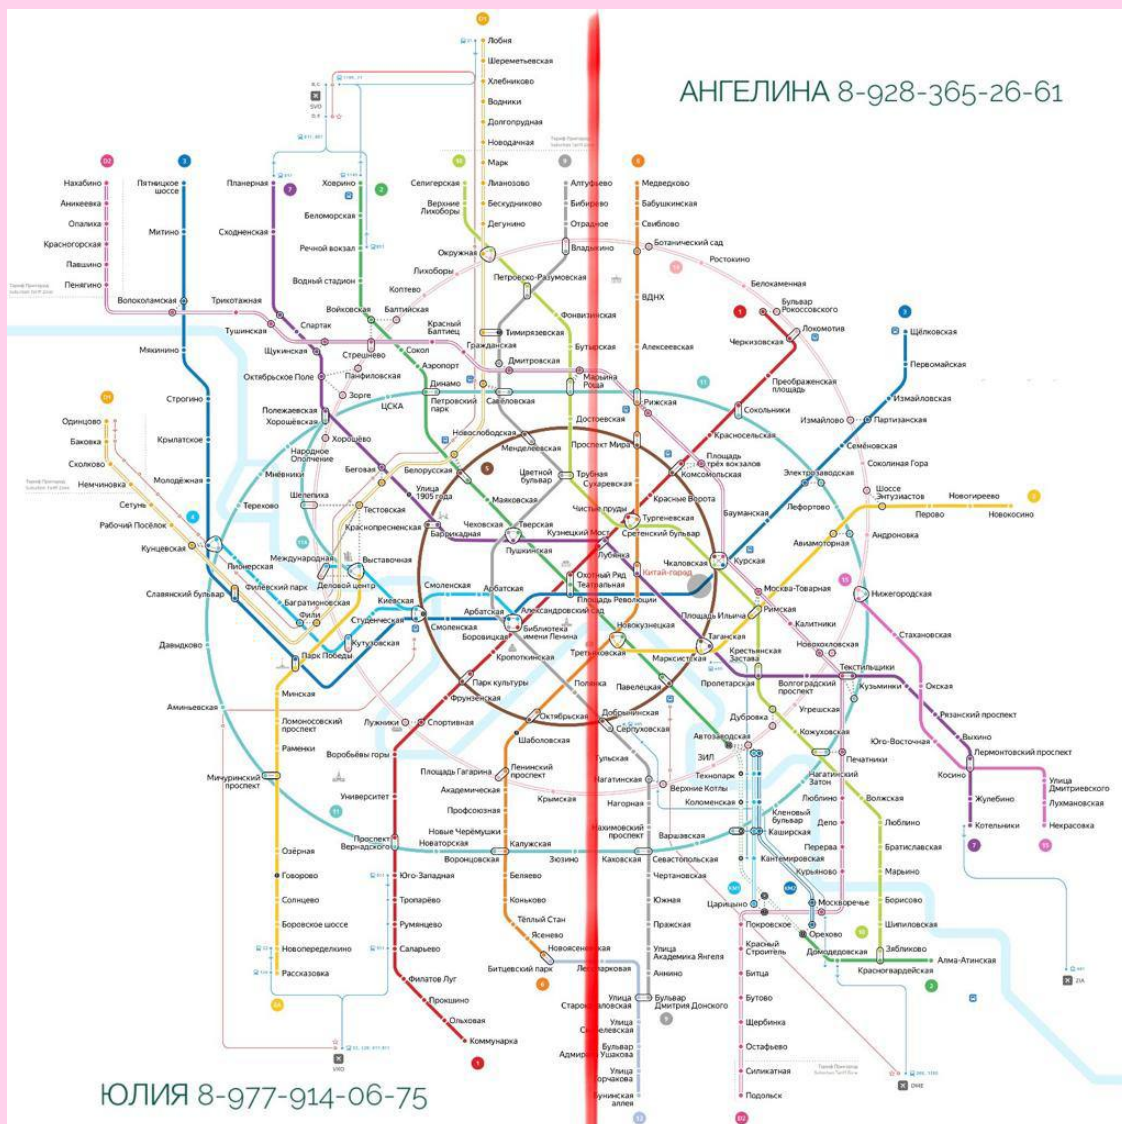 АНГЕЛИНА 8-928-365-26-61
Лобня
Шереметьевская
Хлебниково
Водники
Долгопрудная
Новодачная
Марк
Лианозово
Бескудниково
Дегунино
Нахабино
Аникеевка
Опалиха
Красногорская
Павшино
Пенягино
Волоколамская
Пятницкое
шоссе
Митино
Мякинино
Строгино
Крылатское
Молодёжная
Планерная
Сходненская
Трикотажная
Тушинская
Спартак
Щукинская
Октябрьское Поле
Полежаевская
Хорошёвская
Ховрино
Беломорская
Речной вокзал
Водный стадион
Войковская
Балтийская
Коптево
Лихоборы
Стрешнево
Сокол
Аэропорт
Панфиловская
Зорге
Хорошёво
Динамо
Петровский
парк
ЦСКА
Селигерская
Верхние
Лихоборы
Окружная
Алтуфьево
Бибирево
Отрадное
Владыкино
Петровско-Разумовская
Фонвизинская
Тимирязевская
Красный
Балтиец
Гражданская
Дмитровская
Бутырская
Марьина
Роща
Савёловская
Достоевская
Медведково
Бабушкинская
Свиблово
Ботанический сад
Ростокино
Белокаменная
Бульвар
Рокоссовского
Локомотив
Черкизовская
ВДНХ
Алексеевская
Рижская
Преображенская
площадь
Сокольники
Красносельская
Щёлковская
Первомайская
Измайловская
Измайлово
Партизанская
Семёновская
Электрозаводская
Соколиная Гора
Лефортово
Шоссе
Энтузиастов
Перово
Новогиреево
Новокосино
Авиамоторная
Андроновка
Одинцово
Баковка
Сколково
Немчиновка
Сетунь
Рабочий Посёлок
Кунцевская
Славянский бульвар
Пионерская
Филёвский парк
Багратионовская
Фили
Народное
Ополчение
Мнёвники
Терехово
Шелепиха
Беговая
Улица
1905 года
Белорусская
Новослободская
Менделеевская
Тестовская
Краснопресненская
Баррикадная
Международная
Выставочная
Деловой центр
Студенческая
Киевская
Кутузовская
Парк Победы
Минская
Давыдково
Аминьевская
Маяковская
Чеховская
Тверская
Пушкинская
Цветной
бульвар
Трубная
Сухаревская
Проспект Мира
Кузнецкий Мост
Лубянка
Чистые пруды
Тургеневская
Сретенский бульвар
Красные Ворота
Комсомольская
Площадь
трёх вокзалов
Бауманская
Чкаловская
Курская
Китай-город
Охотный Ряд
Театральная
Площадь Революции
Александровский сад
Арбатская
Арбатская
Смоленская
Смоленская
Боровицкая
Библиотека
имени Ленина
Кропоткинская
Парк культуры
Фрунзенская
Лужники
Спортивная
Воробьёвы горы
Университет
Третьяковская
Новокузнецкая
Полянка
Октябрьская
Добрынинская
Серпуховская
Павелецкая
Марксистская
Таганская
Площадь Ильича
Римская
Москва-Товарная
Калитники
Новохохловская
Крестьянская
Застава
Пролетарская
Волгоградский
проспект
Текстильщики
Кузьминки
Угрешская
Дубровка
Кожуховская
Печатники
Автозаводская
ЗИЛ
Технопарк
Коломенская
Нагатинский
Затон
Кленовый
бульвар
Каширская
Варшавская
Кантемировская
Царицыно
Люблино
Депо
Перерва
Курьяново
Москворечье
Орехово
Домодедовская
Красногвардейская
Алма-Атинская
Волжская
Люблино
Братиславская
Марьино
Борисово
Шипиловская
Зябликово
Нижегородская
Стахановская
Окская
Юго-Восточная
Косино
Рязанский проспект
Выхино
Лермонтовский проспект
Жулебино
Котельники
Улица
Дмитриевского
Лухмановская
Некрасовка
Ломоносовский
проспект
Раменки
Мичуринский
проспект
Озёрная
Говорово
Солнцево
Боровское шоссе
Новопеределкино
Рассказовка
Проспект
Вернадского
Юго-Западная
Тропарёво
Румянцево
Саларьево
Филатов Луг
Прокшино
Ольховая
Коммунарка
Шаболовская
Площадь Гагарина
Ленинский
проспект
Академическая
Профсоюзная
Новые Черёмушки
Новаторская
Воронцовская
Калужская
Беляево
Коньково
Тёплый Стан
Ясенево
Битцевский парк
Крымская
Зюзино
Каховская
Севастопольская
Тульская
Нагатинская
Верхние Котлы
Нагорная
Нахимовский
проспект
Чертановская
Южная
Пражская
Улица
Академика Янгеля
Аннино
Бульвар
Дмитрия Донского
Покровское
Красный
Строитель
Битца
Бутово
Щербинка
Остафьево
Силикатная
Подольск
ЮЛИЯ 8-977-914-06-75